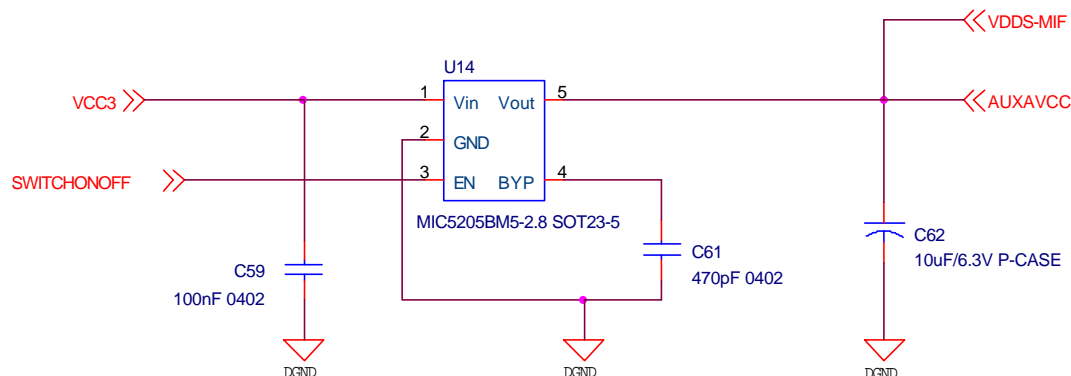 VDDS-MIF
U14
VCC3
1
Vin
Vout
5
AUXAVCC
2
GND
SWITCHONOFF
3
EN
BYP
4
MIC5205BM5-2.8 SOT23-5
C59
100nF 0402
C61
470pF 0402
C62
10uF/6.3V P-CASE
DGND
DGND
DGND